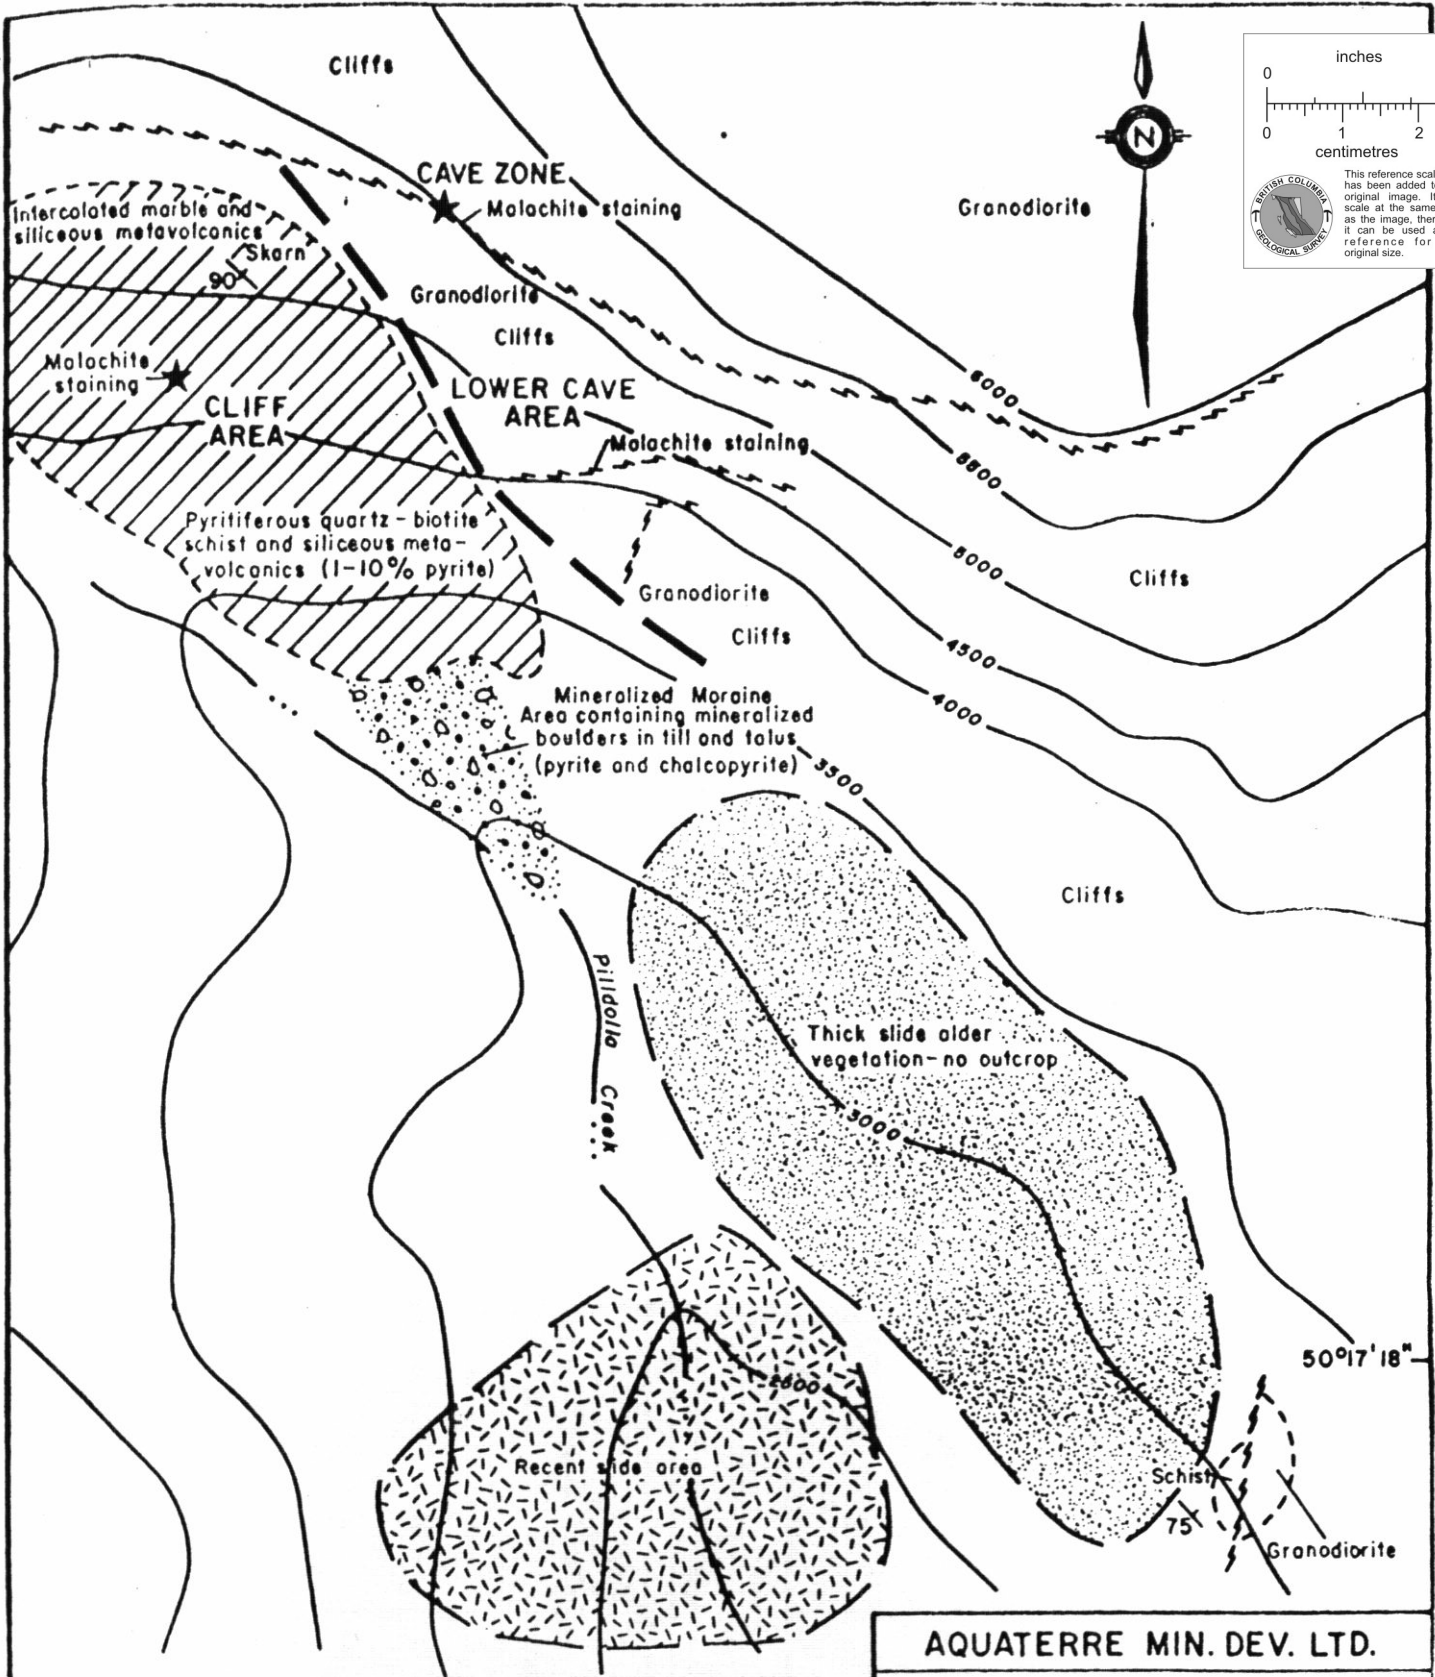 Cliffs
inches
0
0 1 2
centimetres
BRITISH COLUMBIA
GEOLOGICAL SURVEY
This reference scal
has been added t
original image. It
scale at the same
as the image, then
it can be used a
reference for
original size.
N
CAVE ZONE
Malachite staining
Granodiorite
Intercolated marble and
siliceous metavolcanics
Skarn
90
Granodiorite
Cliffs
Malachite
staining
LOWER CAVE
AREA
CLIFF
AREA
6000
Malachite staining
5500
Pyritiferous quartz-biotite
schist and siliceous meta-
volcanics (1-10% pyrite)
5000
Cliffs
Granodiorite
Cliffs
4500
4000
Mineralized Moraine
Area containing mineralized
boulders in till and talus
(pyrite and chalcopyrite)
3500
Cliffs
Pilldolla Creek
Thick slide alder
vegetation-no outcrop
3000
50°17'18"
2500
Recent slide area
Schist
75
Granodiorite
AQUATERRE MIN. DEV. LTD.